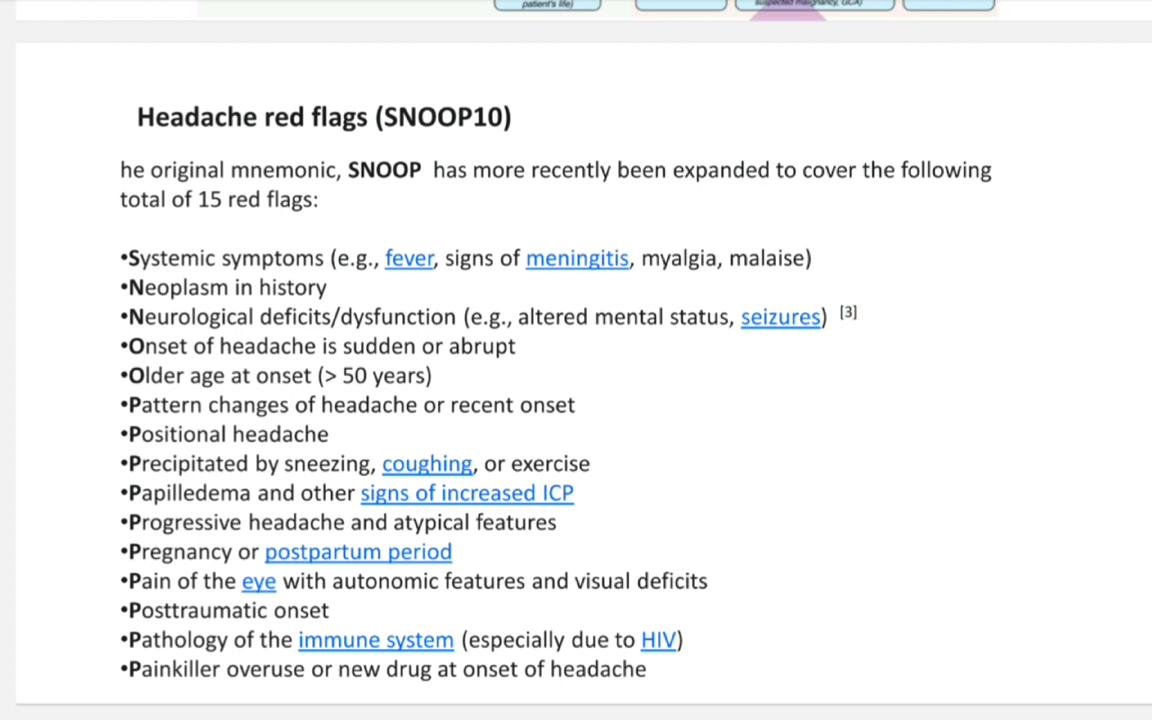 patient's life)
suspected malignancy, GCA)
Headache red flags (SNOOP10)
he original mnemonic, SNOOP has more recently been expanded to cover the following
total of 15 red flags:
•Systemic symptoms (e.g., fever, signs of meningitis, myalgia, malaise)
•Neoplasm in history
•Neurological deficits/dysfunction (e.g., altered mental status, seizures) [3]
•Onset of headache is sudden or abrupt
•Older age at onset (> 50 years)
•Pattern changes of headache or recent onset
•Positional headache
•Precipitated by sneezing, coughing, or exercise
•Papilledema and other signs of increased ICP
•Progressive headache and atypical features
•Pregnancy or postpartum period
•Pain of the eye with autonomic features and visual deficits
•Posttraumatic onset
•Pathology of the immune system (especially due to HIV)
•Painkiller overuse or new drug at onset of headache